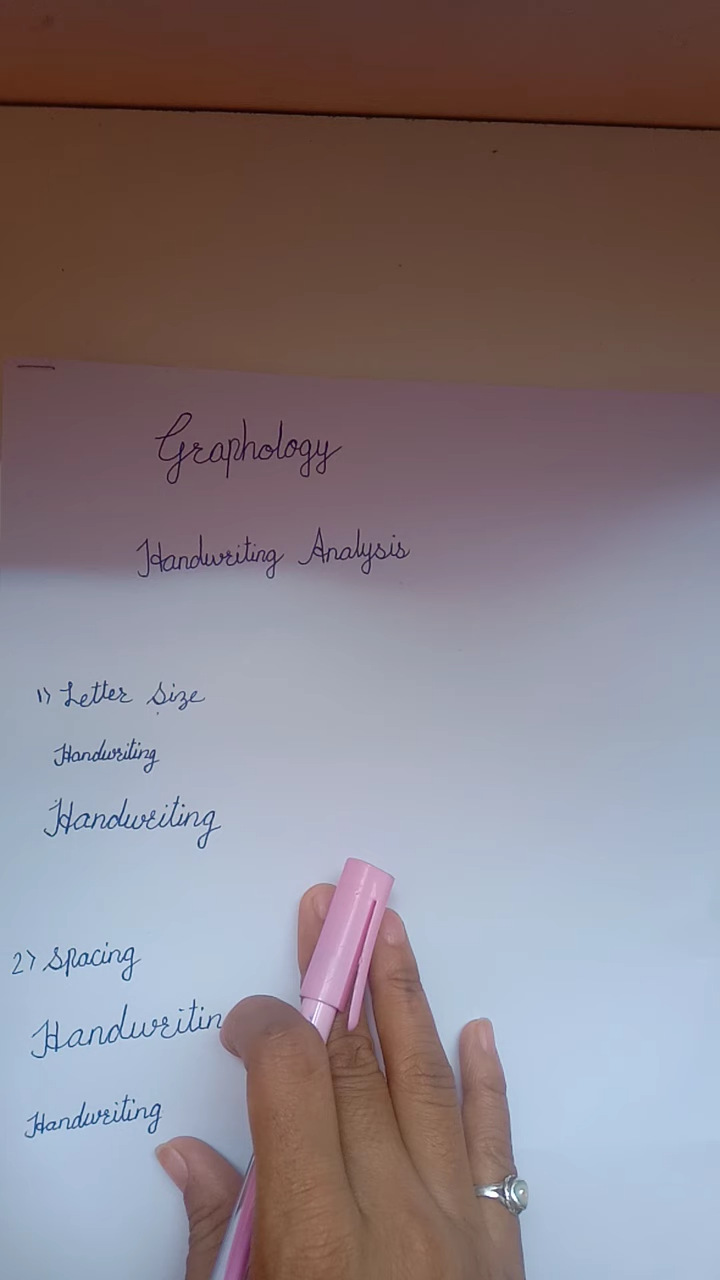 Graphology
Handwriting Analysis
1) Letter size
Handwriting
Handwriting
2) spacing
Handwritin
Handwriting